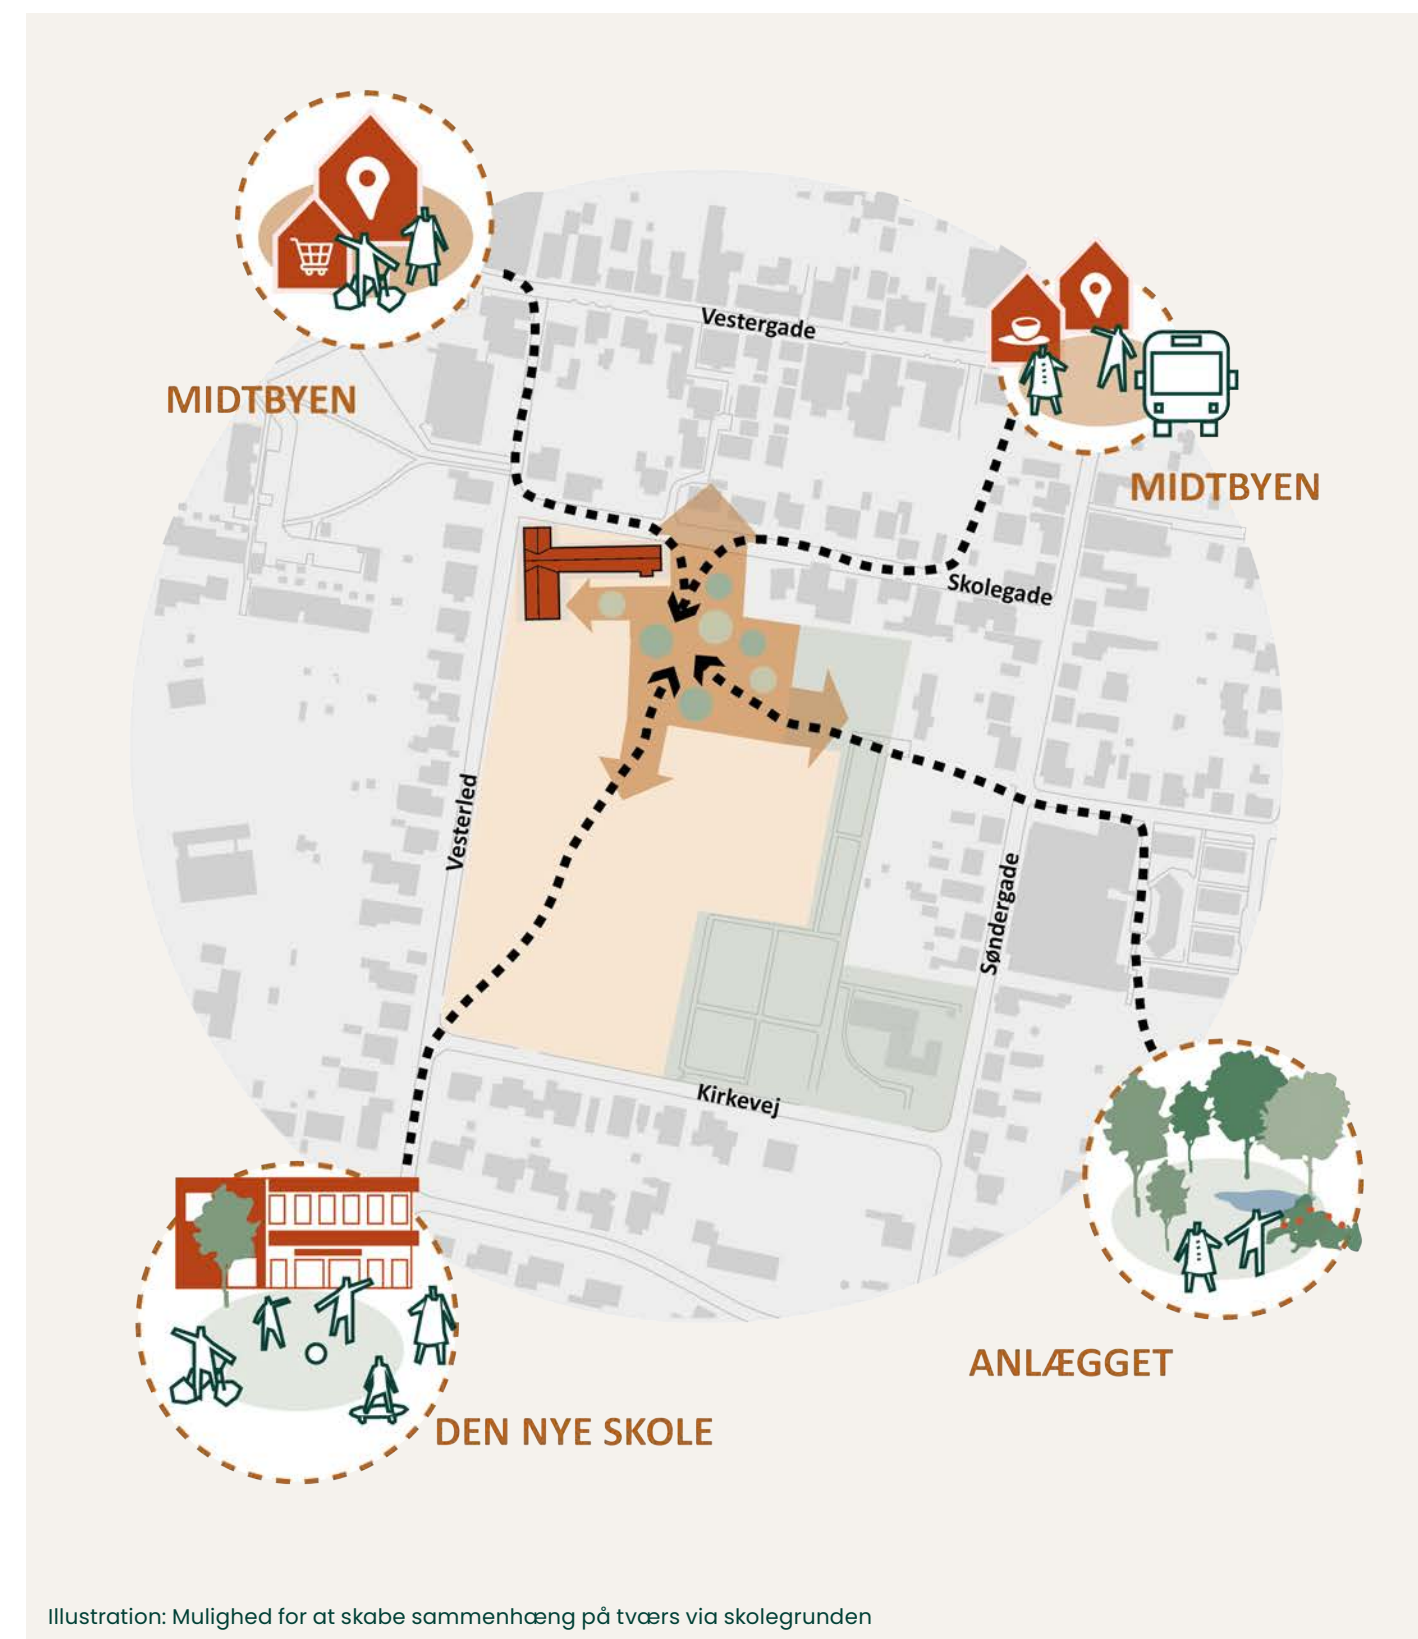 Vestergade
MIDTBYEN
MIDTBYEN
Skolegade
Vesterled
Søndergade
Kirkevej
ANLÆGGET
DEN NYE SKOLE
Illustration: Mulighed for at skabe sammenhæng på tværs via skolegrunden